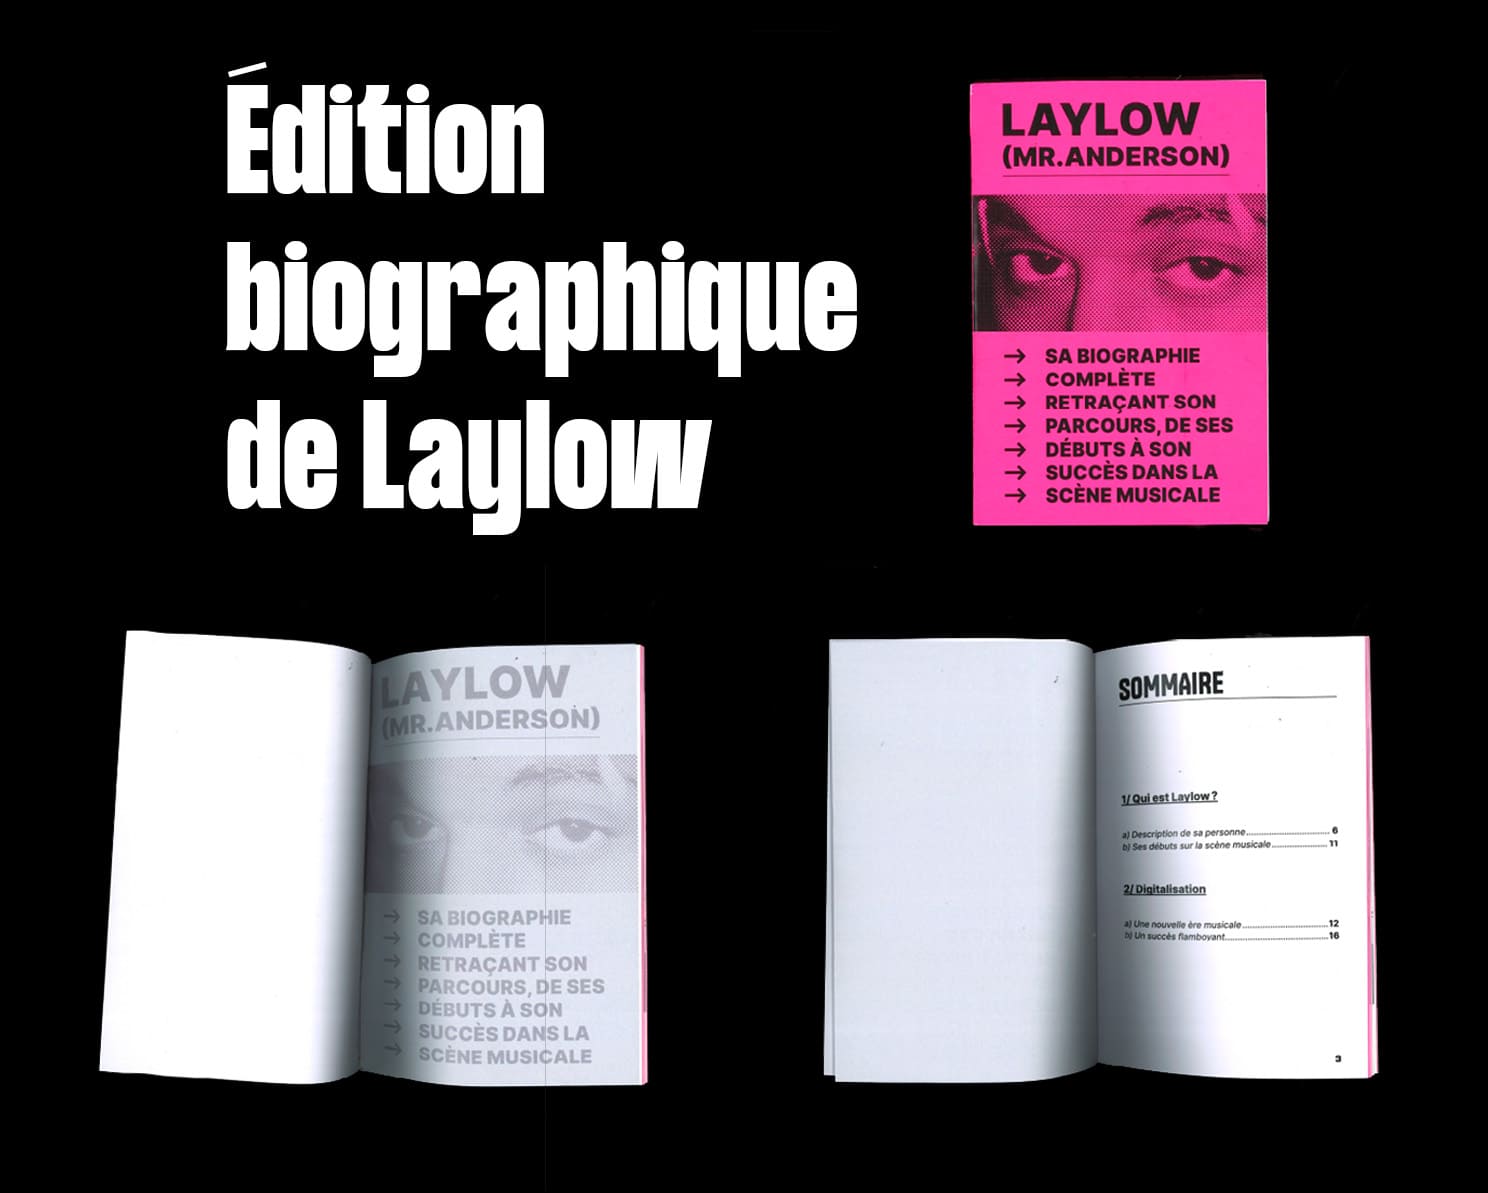 Édition
biographique
de Laylow
LAYLOW
(MR.ANDERSON)
→ SA BIOGRAPHIE
→ COMPLÈTE
→ RETRAÇANT SON
→ PARCOURS, DE SES
→ DÉBUTS À SON
→ SUCCÈS DANS LA
→ SCÈNE MUSICALE
LAYLOW
(MR.ANDERSON)
→ SA BIOGRAPHIE
→ COMPLÈTE
→ RETRAÇANT SON
→ PARCOURS, DE SES
→ DÉBUTS À SON
→ SUCCÈS DANS LA
→ SCÈNE MUSICALE
SOMMAIRE
1/ Qui est Laylow ?
a) Description de sa personne 6
b) Ses débuts sur la scène musicale 11
2/ Digitalisation
a) Une nouvelle ère musicale 12
b) Un succès flamboyant 16
3